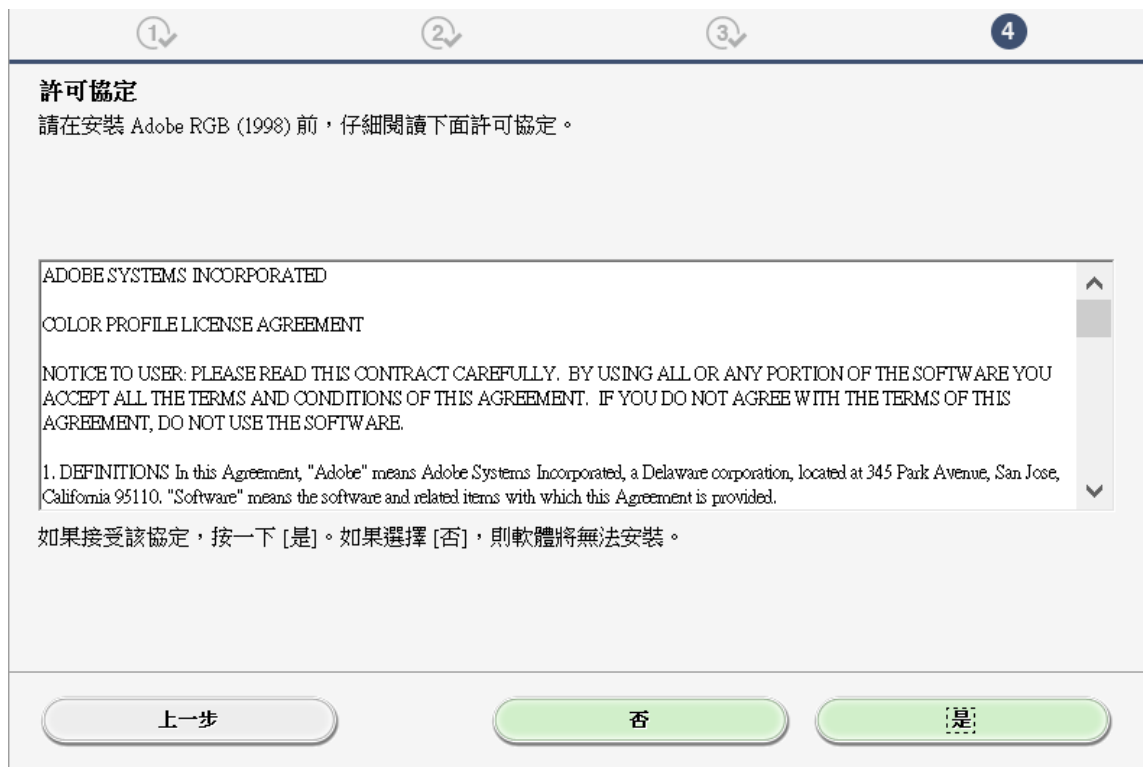 1 2 3 4
許可協定
請在安裝 Adobe RGB (1998) 前，仔細閱讀下面許可協定。
ADOBE SYSTEMS INCORPORATED
COLOR PROFILE LICENSE AGREEMENT
NOTICE TO USER: PLEASE READ THIS CONTRACT CAREFULLY.  BY USING ALL OR ANY PORTION OF THE SOFTWARE YOU
ACCEPT ALL THE TERMS AND CONDITIONS OF THIS AGREEMENT.  IF YOU DO NOT AGREE WITH THE TERMS OF THIS
AGREEMENT, DO NOT USE THE SOFTWARE.
1. DEFINITIONS In this Agreement, "Adobe" means Adobe Systems Incorporated, a Delaware corporation, located at 345 Park Avenue, San Jose,
California 95110. "Software" means the software and related items with which this Agreement is provided.
如果接受該協定，按一下 [是]。如果選擇 [否]，則軟體將無法安裝。
上一步 否 是